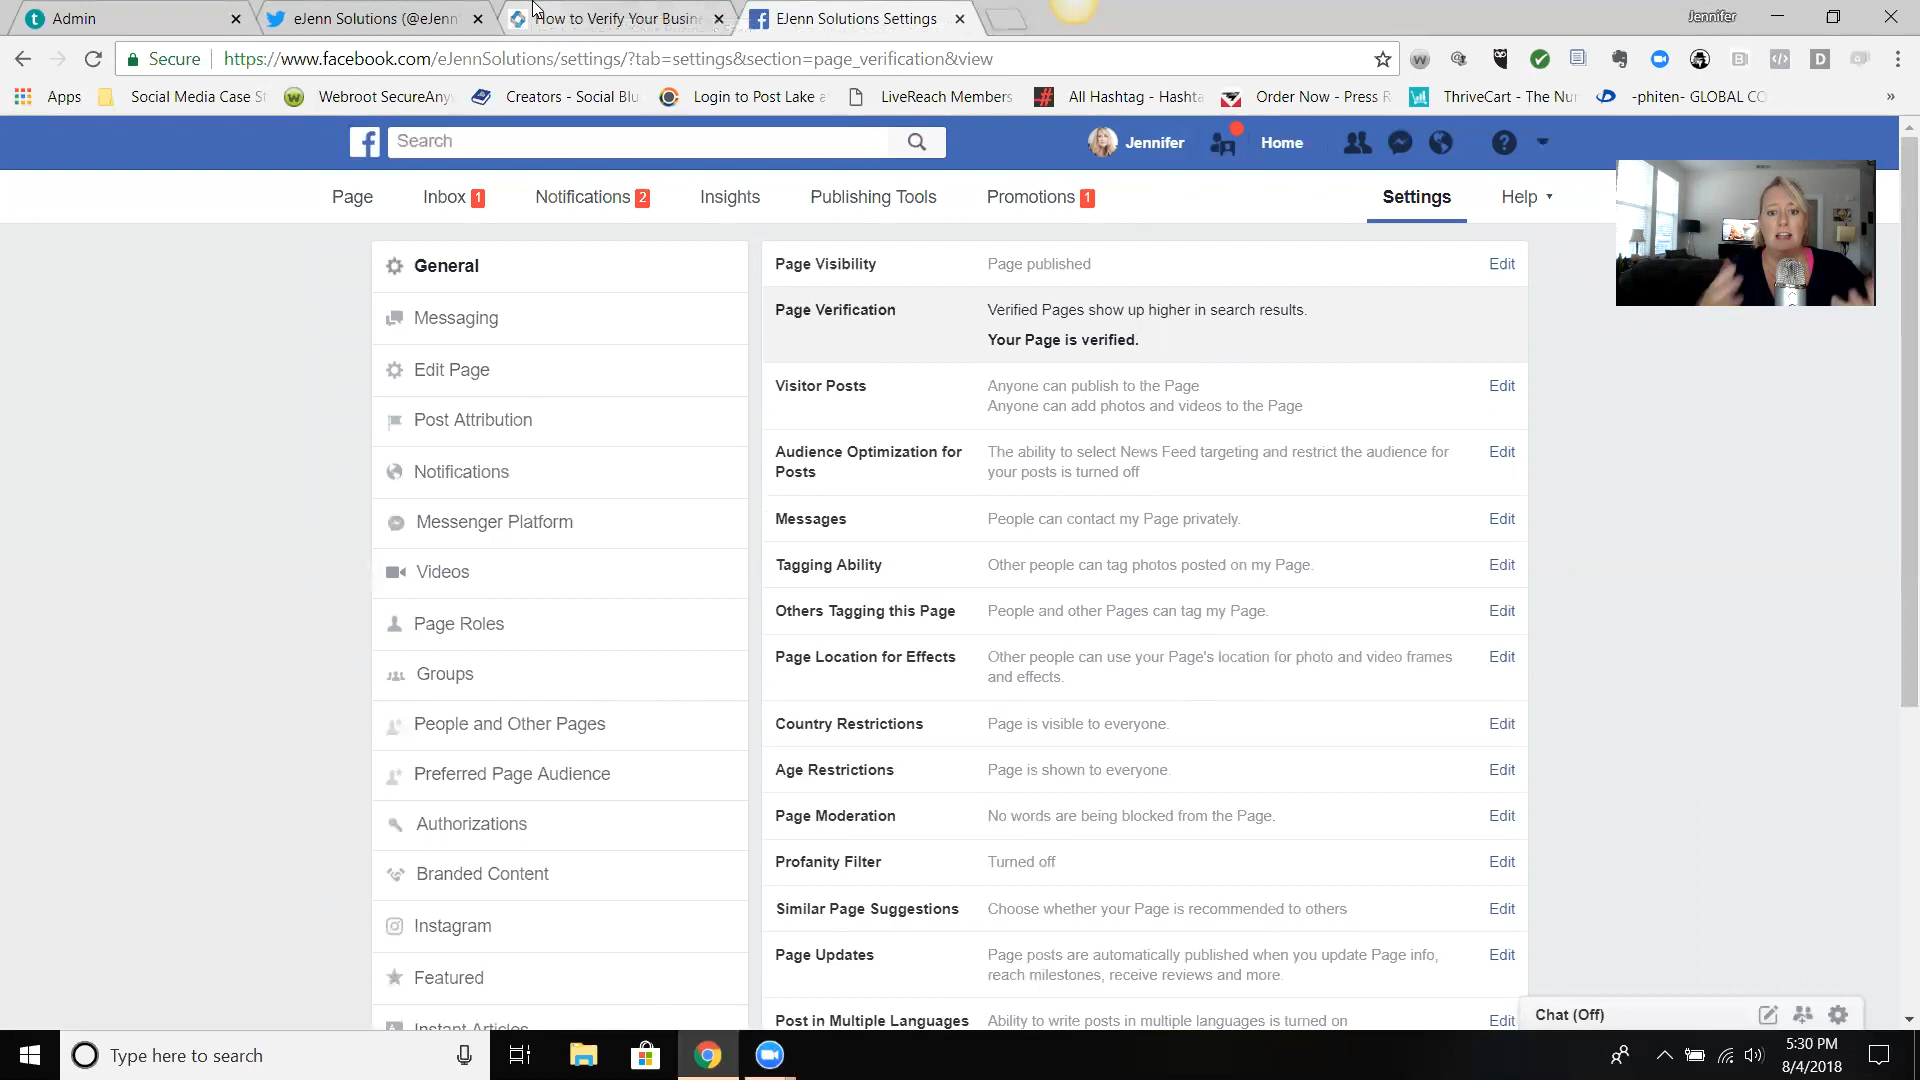 Admin
eJenn Solutions (@eJenn
How to Verify Your Busin
EJenn Solutions Settings
Jennifer
Secure
https://www.facebook.com/eJennSolutions/settings/?tab=settings&section=page_verification&view
Apps
Social Media Case St
Webroot SecureAnyw
Creators - Social Blu
Login to Post Lake a
LiveReach Members
All Hashtag - Hashta
Order Now - Press R
ThriveCart - The Nu
-phiten- GLOBAL CO
Search
Jennifer
Home
Page
Inbox 1
Notifications 2
Insights
Publishing Tools
Promotions 1
Settings
Help
General
Messaging
Edit Page
Post Attribution
Notifications
Messenger Platform
Videos
Page Roles
Groups
People and Other Pages
Preferred Page Audience
Authorizations
Branded Content
Instagram
Featured
Instant Articles
Page Visibility
Page published
Edit
Page Verification
Verified Pages show up higher in search results.
Your Page is verified.
Visitor Posts
Anyone can publish to the Page
Anyone can add photos and videos to the Page
Edit
Audience Optimization for
Posts
The ability to select News Feed targeting and restrict the audience for
your posts is turned off
Edit
Messages
People can contact my Page privately.
Edit
Tagging Ability
Other people can tag photos posted on my Page.
Edit
Others Tagging this Page
People and other Pages can tag my Page.
Edit
Page Location for Effects
Other people can use your Page's location for photo and video frames
and effects.
Edit
Country Restrictions
Page is visible to everyone.
Edit
Age Restrictions
Page is shown to everyone.
Edit
Page Moderation
No words are being blocked from the Page.
Edit
Profanity Filter
Turned off
Edit
Similar Page Suggestions
Choose whether your Page is recommended to others
Edit
Page Updates
Page posts are automatically published when you update Page info,
reach milestones, receive reviews and more.
Edit
Post in Multiple Languages
Ability to write posts in multiple languages is turned on
Edit
Chat (Off)
Type here to search
5:30 PM
8/4/2018